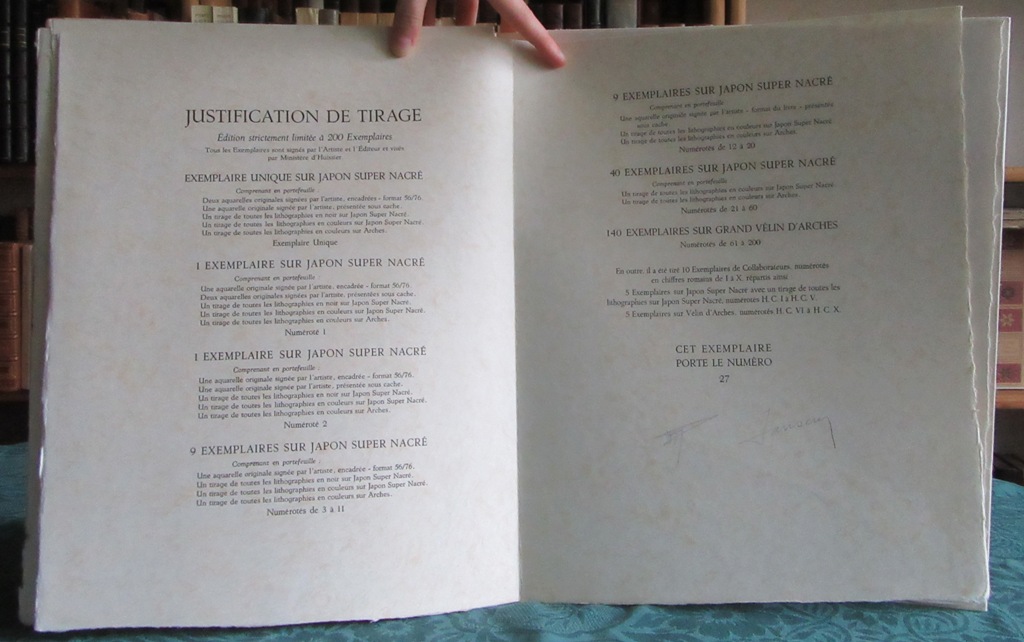 JUSTIFICATION DE TIRAGE
Édition strictement limitée à 200 Exemplaires
Tous les Exemplaires sont signés par l'Artiste et l'Éditeur et visés
par Ministère d'Huissier.
EXEMPLAIRE UNIQUE SUR JAPON SUPER NACRÉ
Comprenant en portefeuille :
Deux aquarelles originales signées par l'artiste, encadrées - format 56/76.
Une aquarelle originale signée par l'artiste, présentée sous cache.
Un tirage de toutes les lithographies en noir sur Japon Super Nacré.
Un tirage de toutes les lithographies en couleurs sur Japon Super Nacré.
Un tirage de toutes les lithographies en couleurs sur Arches.
Exemplaire Unique
1 EXEMPLAIRE SUR JAPON SUPER NACRÉ
Comprenant en portefeuille :
Une aquarelle originale signée par l'artiste, encadrée - format 56/76.
Deux aquarelles originales signées par l'artiste, présentées sous cache.
Un tirage de toutes les lithographies en noir sur Japon Super Nacré.
Un tirage de toutes les lithographies en couleurs sur Japon Super Nacré.
Un tirage de toutes les lithographies en couleurs sur Arches.
Numéroté 1
1 EXEMPLAIRE SUR JAPON SUPER NACRÉ
Comprenant en portefeuille :
Une aquarelle originale signée par l'artiste, encadrée - format 56/76.
Une aquarelle originale signée par l'artiste, présentée sous cache.
Un tirage de toutes les lithographies en noir sur Japon Super Nacré.
Un tirage de toutes les lithographies en couleurs sur Japon Super Nacré.
Un tirage de toutes les lithographies en couleurs sur Arches.
Numéroté 2
9 EXEMPLAIRES SUR JAPON SUPER NACRÉ
Comprenant en portefeuille :
Une aquarelle originale signée par l'artiste, encadrée - format 56/76.
Un tirage de toutes les lithographies en noir sur Japon Super Nacré.
Un tirage de toutes les lithographies en couleurs sur Japon Super Nacré.
Un tirage de toutes les lithographies en couleurs sur Arches.
Numérotés de 3 à 11
9 EXEMPLAIRES SUR JAPON SUPER NACRÉ
Comprenant en portefeuille
Une aquarelle originale signée par l'artiste - format du livre - présentée
sous cache.
Un tirage de toutes les lithographies en couleurs sur Japon Super Nacré.
Un tirage de toutes les lithographies en couleurs sur Arches.
Numérotés de 12 à 20
40 EXEMPLAIRES SUR JAPON SUPER NACRÉ
Comprenant en portefeuille
Un tirage de toutes les lithographies en couleurs sur Japon Super Nacré.
Un tirage de toutes les lithographies en couleurs sur Arches.
Numérotés de 21 à 60
140 EXEMPLAIRES SUR GRAND VÉLIN D'ARCHES
Numérotés de 61 à 200
En outre, il a été tiré 10 Exemplaires de Collaborateurs, numérotés
en chiffres romains de I à X, répartis ainsi
5 Exemplaires sur Japon Super Nacré avec un tirage de toutes les
lithographies sur Japon Super Nacré, numérotés H. C. I à H. C. V.
5 Exemplaires sur Vélin d'Arches, numérotés H. C. VI à H. C. X.
CET EXEMPLAIRE
PORTE LE NUMÉRO
27